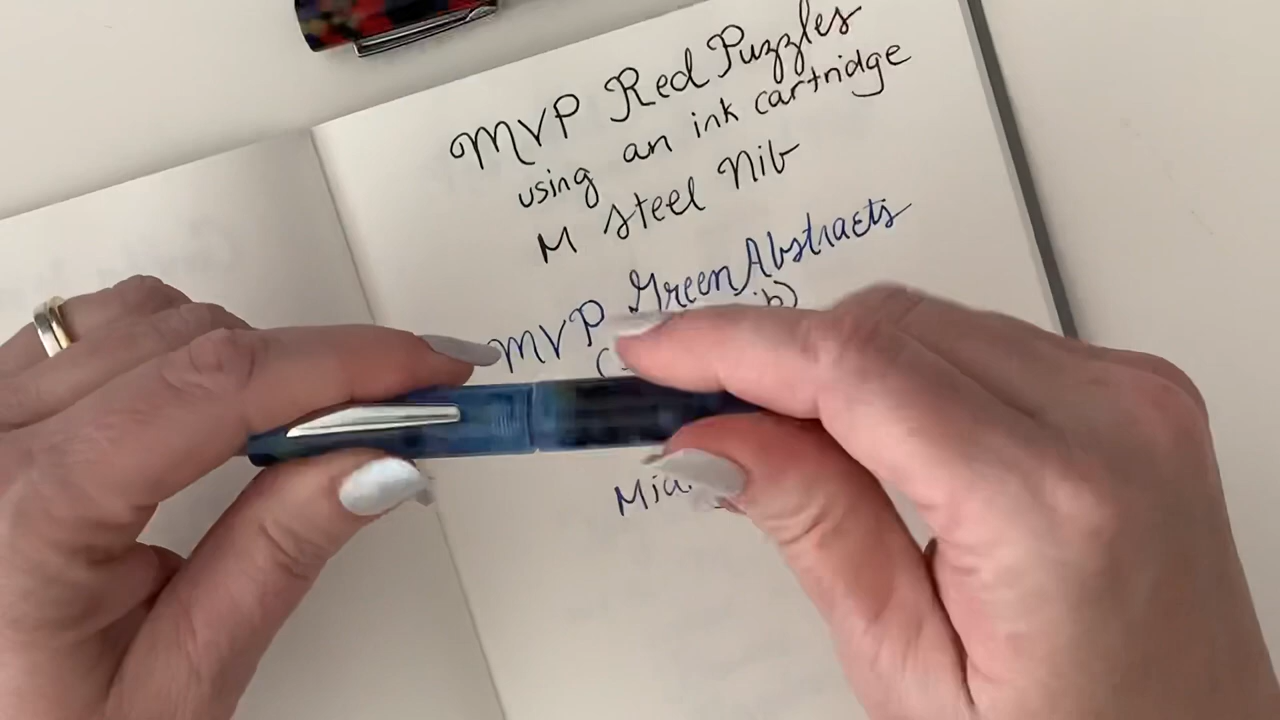 MVP Red Puzzles
using an ink cartridge
M Steel Nib
MVP Green Abstracts